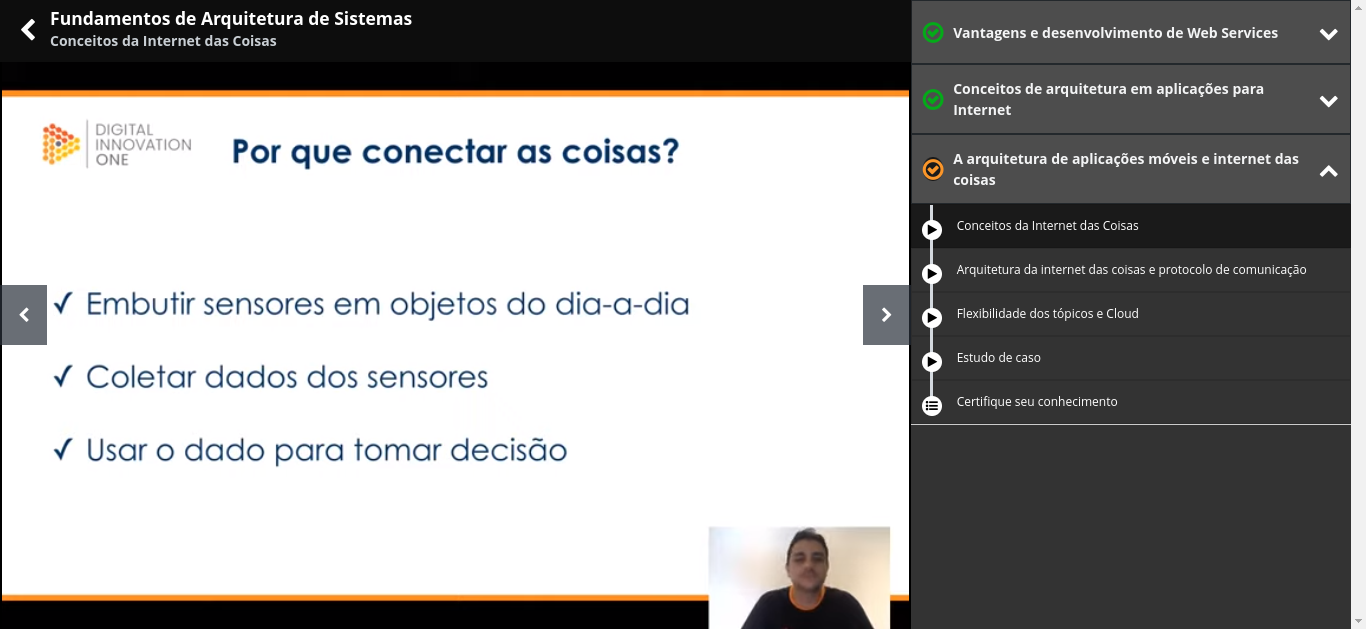 Fundamentos de Arquitetura de Sistemas
Conceitos da Internet das Coisas
DIGITAL
INNOVATION
ONE
Por que conectar as coisas?
✓ Embutir sensores em objetos do dia-a-dia
✓ Coletar dados dos sensores
✓ Usar o dado para tomar decisão
Vantagens e desenvolvimento de Web Services
Conceitos de arquitetura em aplicações para
Internet
A arquitetura de aplicações móveis e internet das
coisas
Conceitos da Internet das Coisas
Arquitetura da internet das coisas e protocolo de comunicação
Flexibilidade dos tópicos e Cloud
Estudo de caso
Certifique seu conhecimento